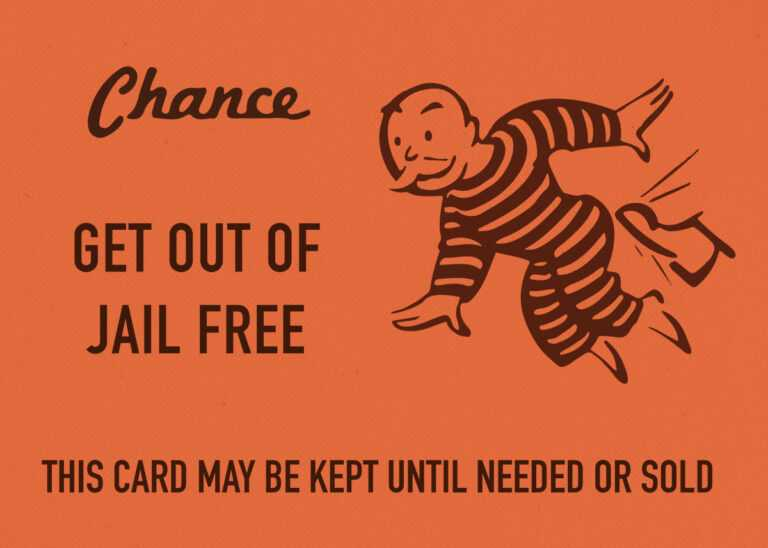 Chance
GET OUT OF
JAIL FREE
THIS CARD MAY BE KEPT UNTIL NEEDED OR SOLD